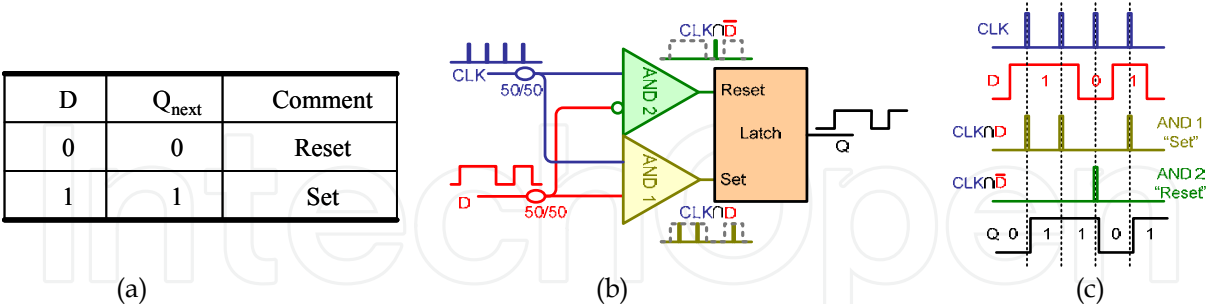 D Q_next Comment
0 0 Reset
1 1 Set
(a)
CLK∩D̅
CLK
50/50
AND 2
Reset
Latch
Q
AND 1
Set
D
50/50
CLK∩D
(b)
CLK
D 1 0 1
CLK∩D AND 1
"Set"
CLK∩D̅ AND 2
"Reset"
Q 0 1 1 0 1
(c)
IntechOpen